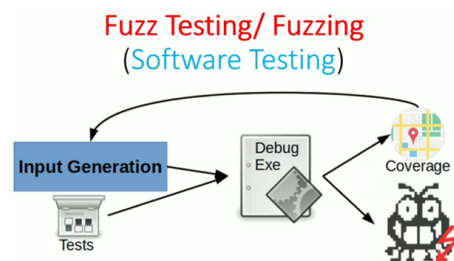 Fuzz Testing/ Fuzzing
(Software Testing)
Input Generation
Tests
Debug
Exe
Coverage